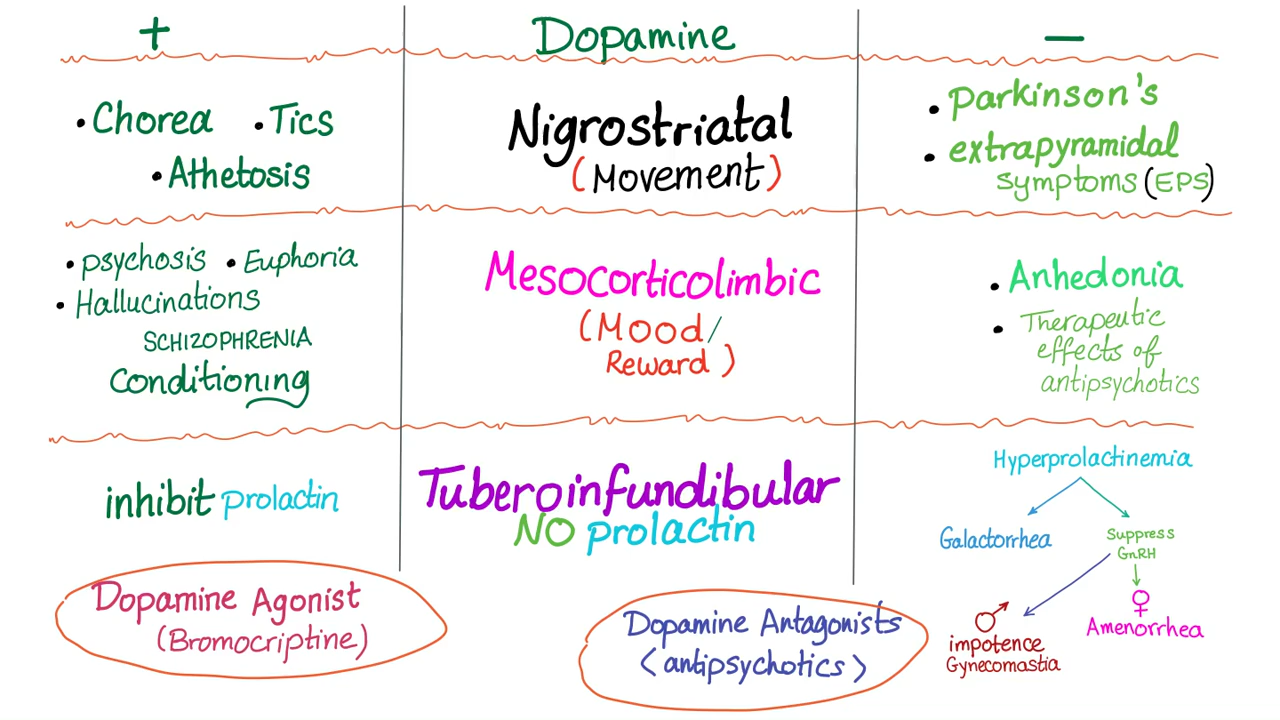 + Dopamine −
• Chorea • Tics
• Athetosis
Nigrostriatal
(Movement)
• Parkinson's
• extrapyramidal
symptoms (EPS)
• psychosis • Euphoria
• Hallucinations
SCHIZOPHRENIA
Conditioning
Mesocorticolimbic
(Mood/
Reward)
• Anhedonia
• Therapeutic
effects of
antipsychotics
inhibit prolactin
Tuberoinfundibular
NO prolactin
Hyperprolactinemia
Galactorrhea
Suppress
GnRH
♀
Amenorrhea
♂
impotence
Gynecomastia
Dopamine Agonist
(Bromocriptine)
Dopamine Antagonists
(antipsychotics)